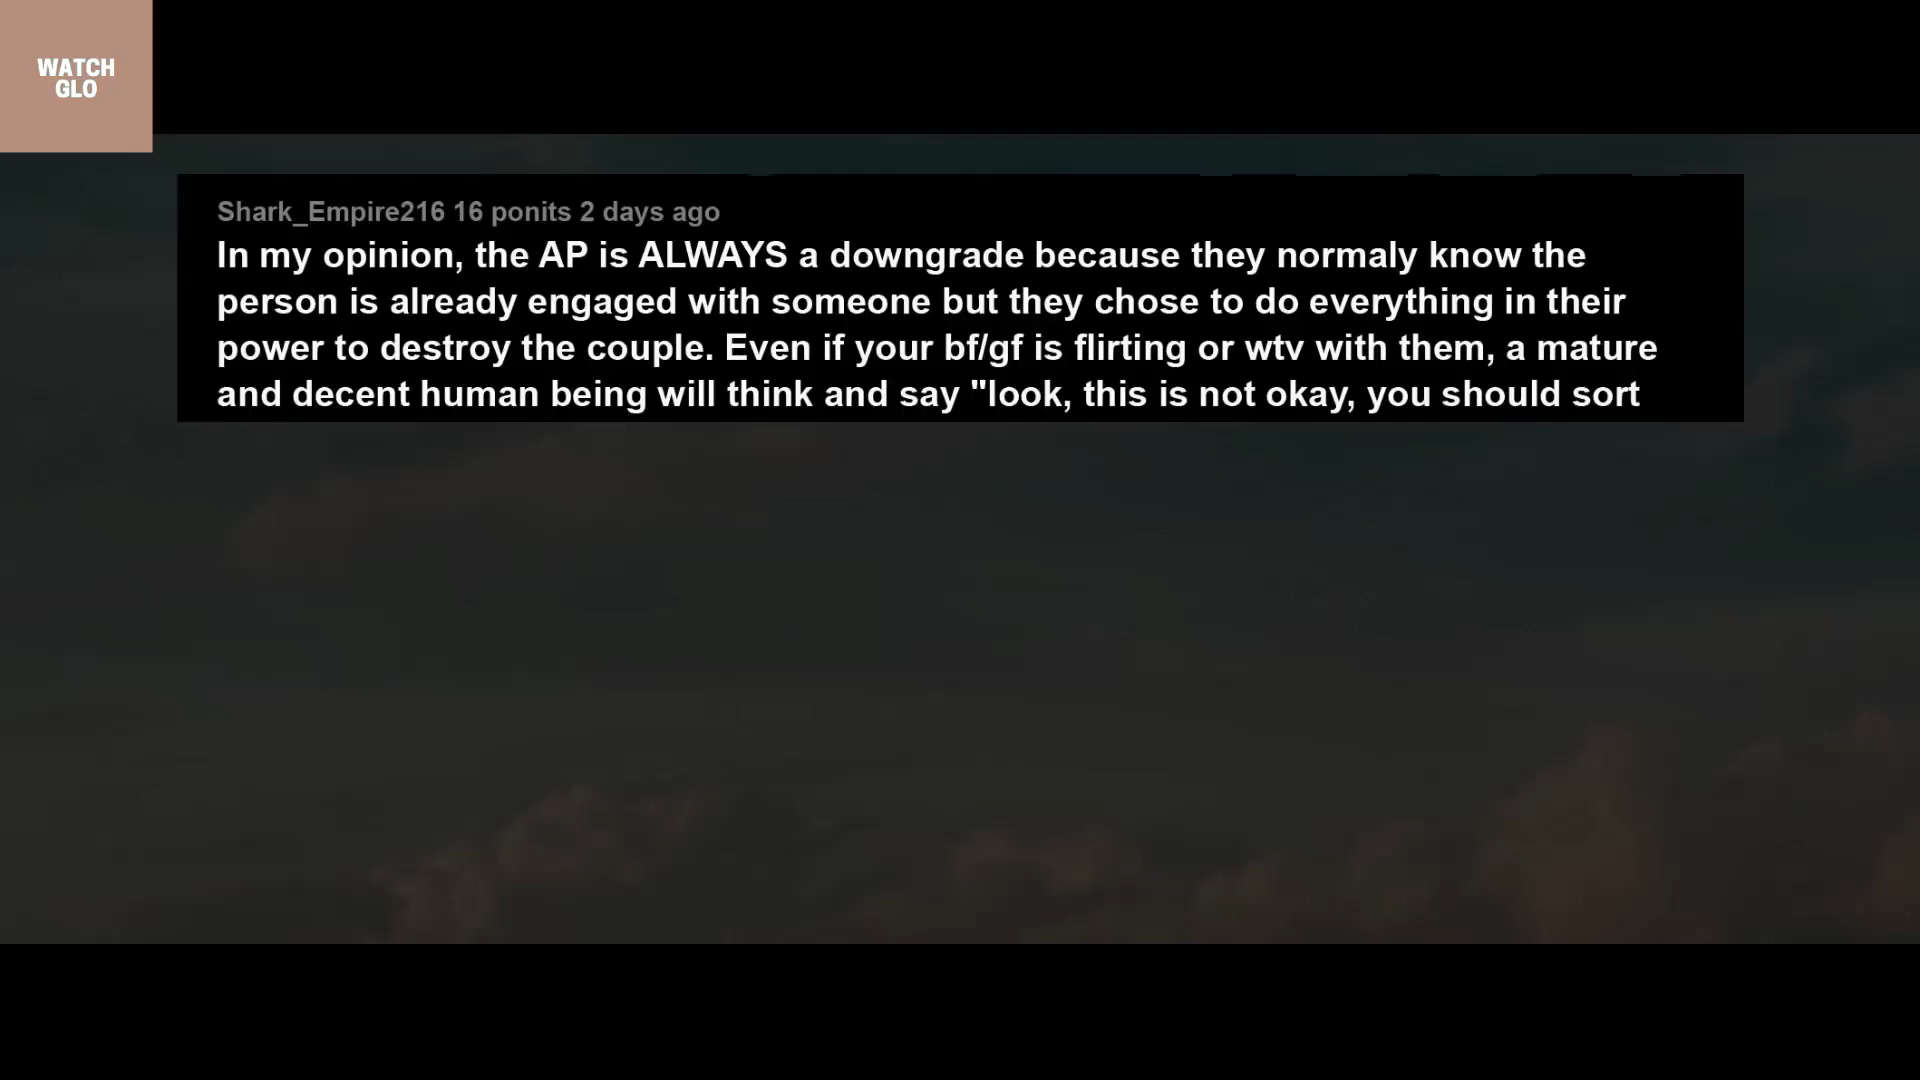 WATCH
GLO
Shark_Empire216 16 ponits 2 days ago
In my opinion, the AP is ALWAYS a downgrade because they normaly know the
person is already engaged with someone but they chose to do everything in their
power to destroy the couple. Even if your bf/gf is flirting or wtv with them, a mature
and decent human being will think and say "look, this is not okay, you should sort